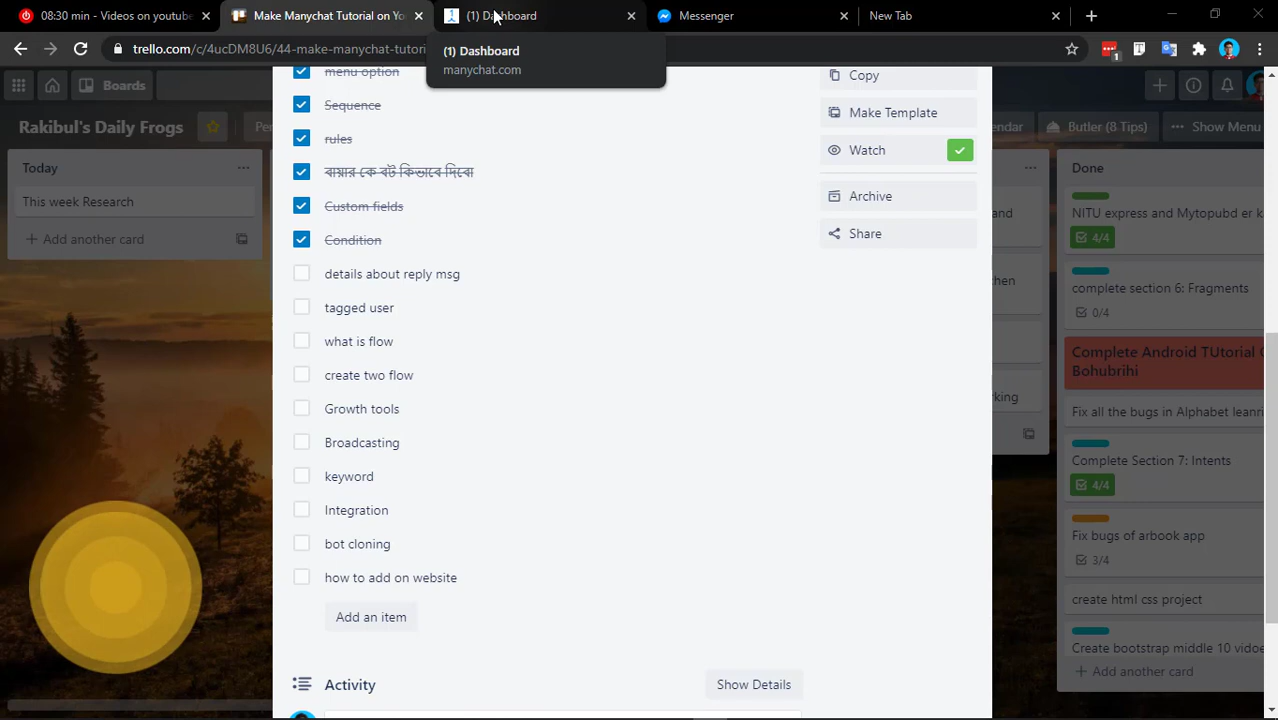 08:30 min - Videos on youtube
Make Manychat Tutorial on Yo
(1) Dashboard
Messenger
New Tab
trello.com/c/4ucDM8U6/44-make-manychat-tutori
(1) Dashboard
manychat.com
1
Boards
Rakibul's Daily Frogs
Pe
endar
Butler (8 Tips)
Show Menu
Today
This week Research
Add another card
menu option
Sequence
rules
বায়ার কে বট কিভাবে দিবো
Custom fields
Condition
details about reply msg
tagged user
what is flow
create two flow
Growth tools
Broadcasting
keyword
Integration
bot cloning
how to add on website
Add an item
Activity
Show Details
Copy
Make Template
Watch
Archive
Share
and
chen
rking
Done
NITU express and Mytopubd er k
4/4
complete section 6: Fragments
0/4
Complete Android TUtorial
Bohubrihi
Fix all the bugs in Alphabet leanri
Complete Section 7: Intents
4/4
Fix bugs of arbook app
3/4
create html css project
Create bootstrap middle 10 vide
Add another card